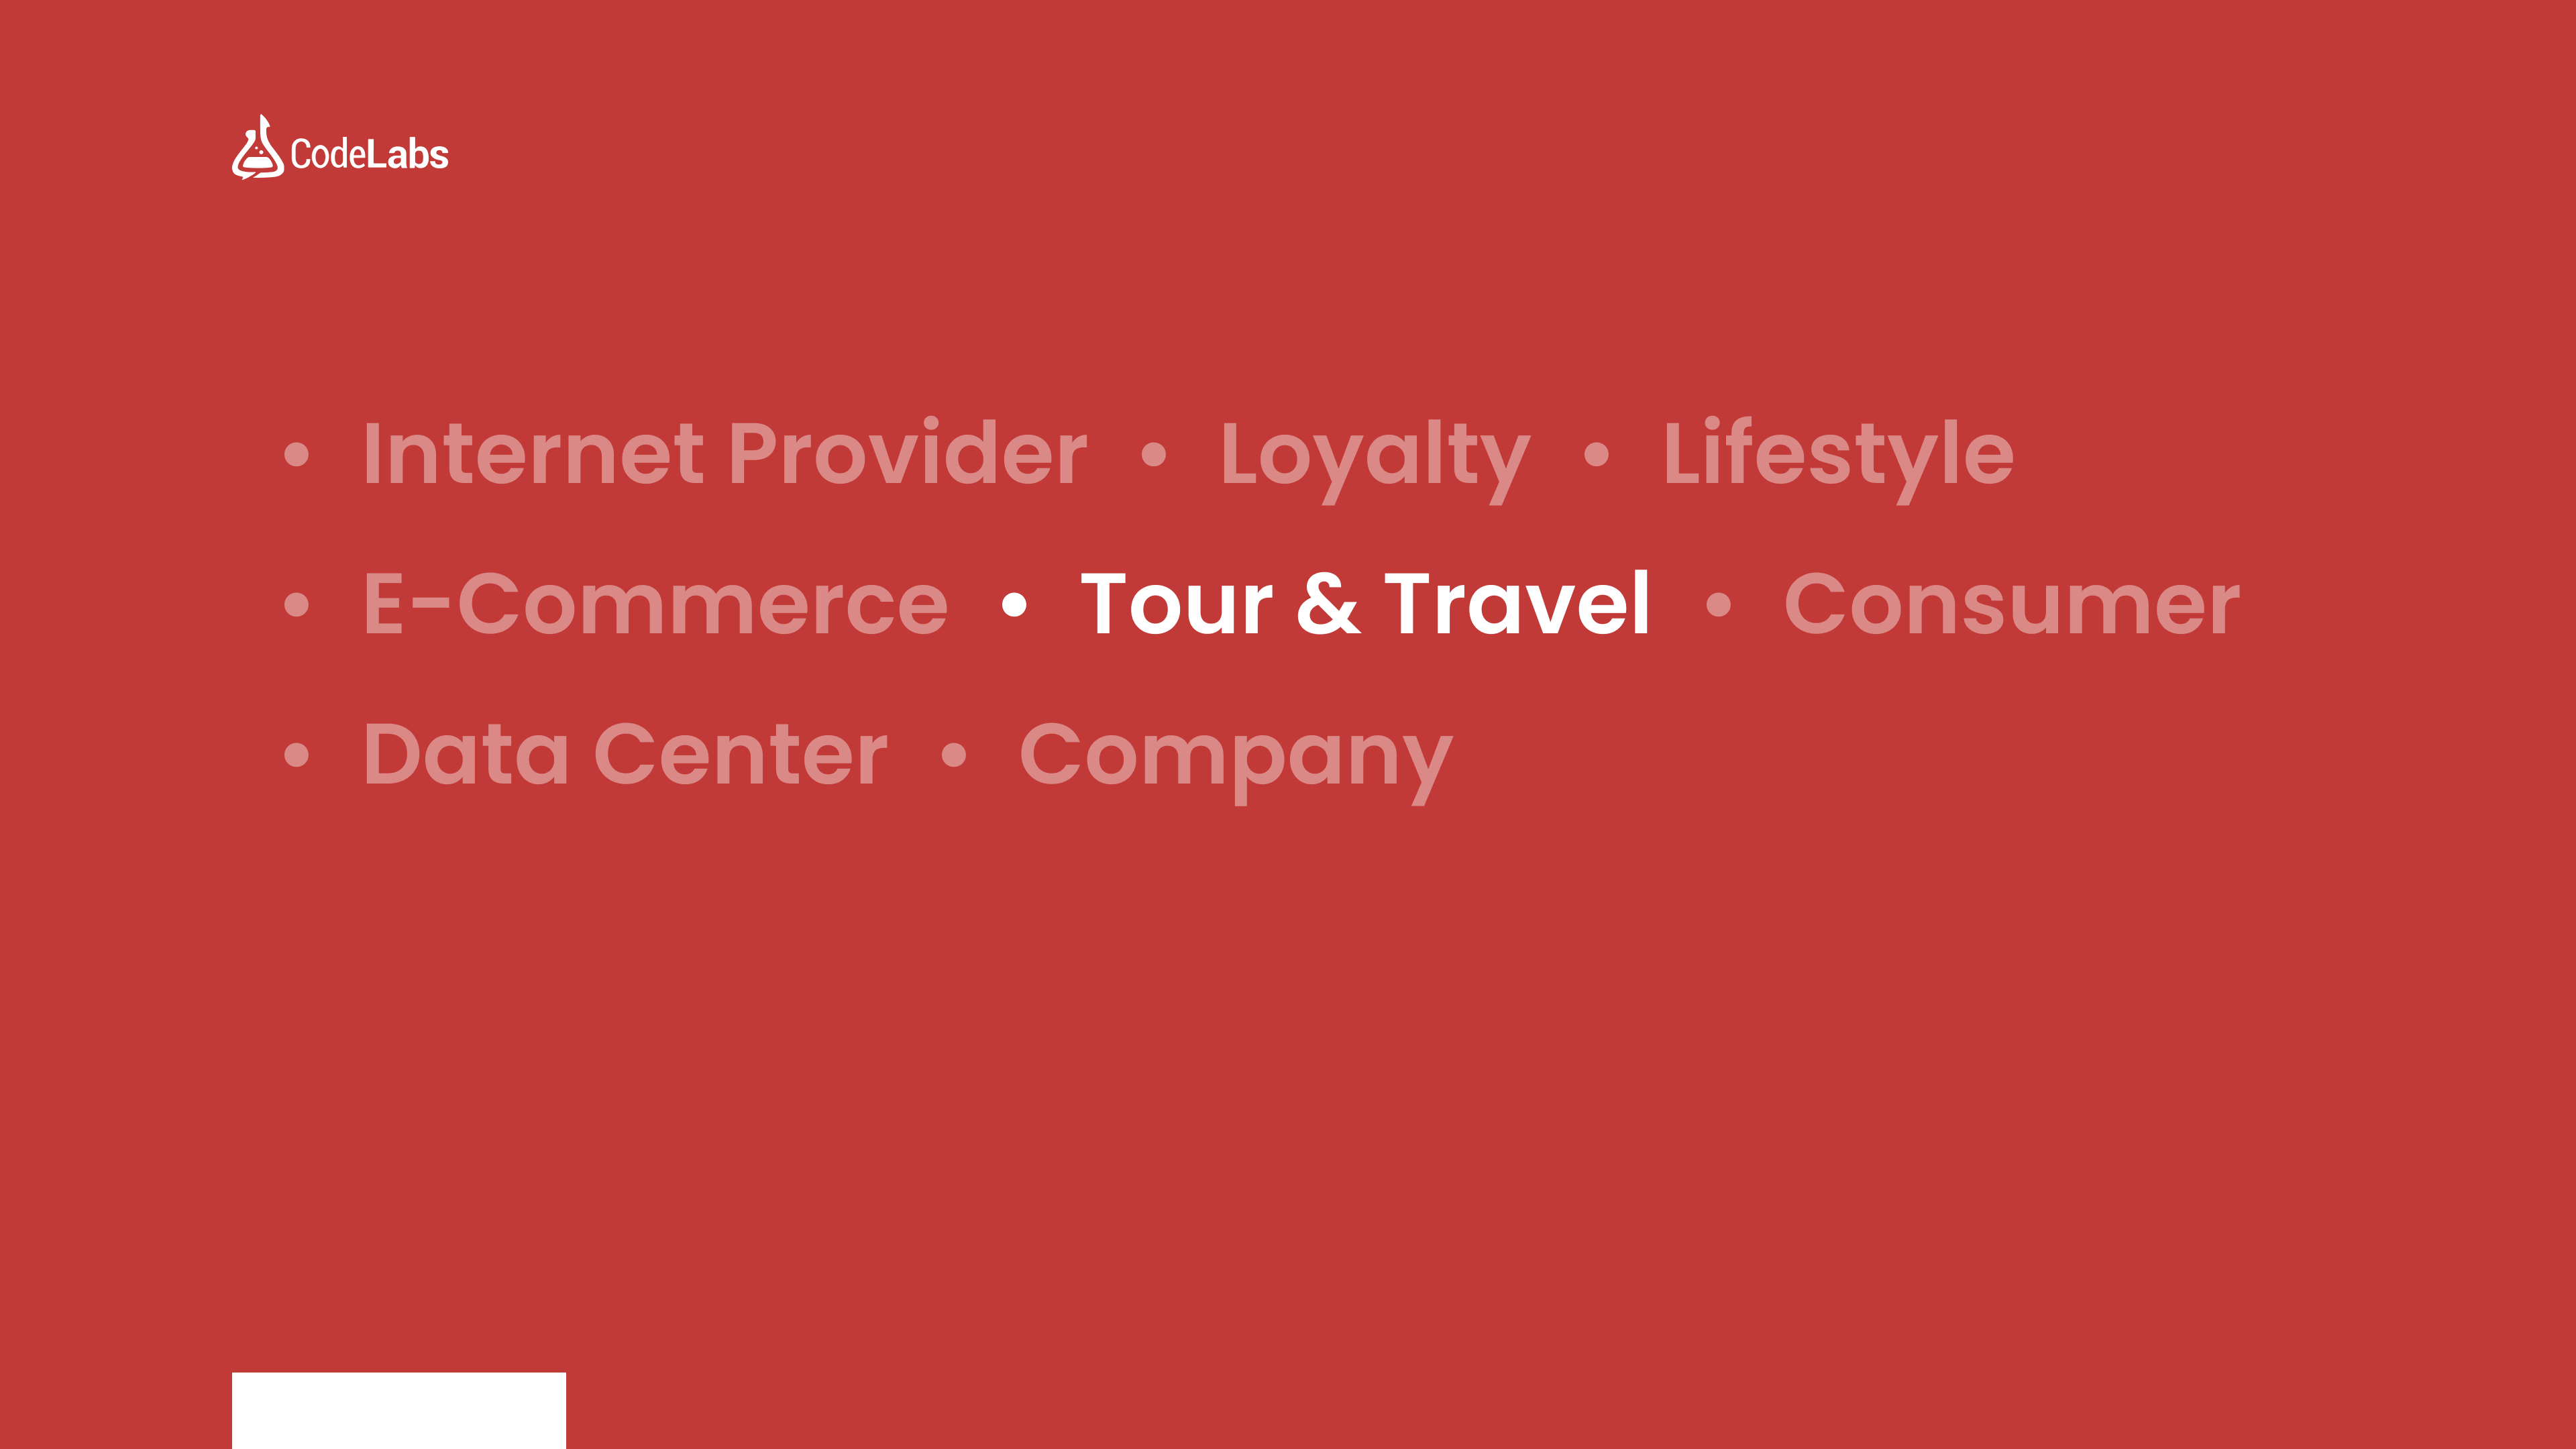 CodeLabs
• Internet Provider • Loyalty • Lifestyle
• E-Commerce • Tour & Travel • Consumer
• Data Center • Company